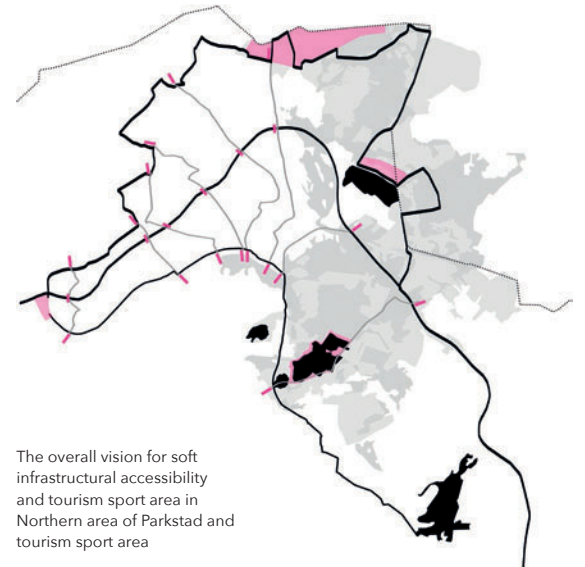 The overall vision for soft
infrastructural accessibility
and tourism sport area in
Northern area of Parkstad and
tourism sport area